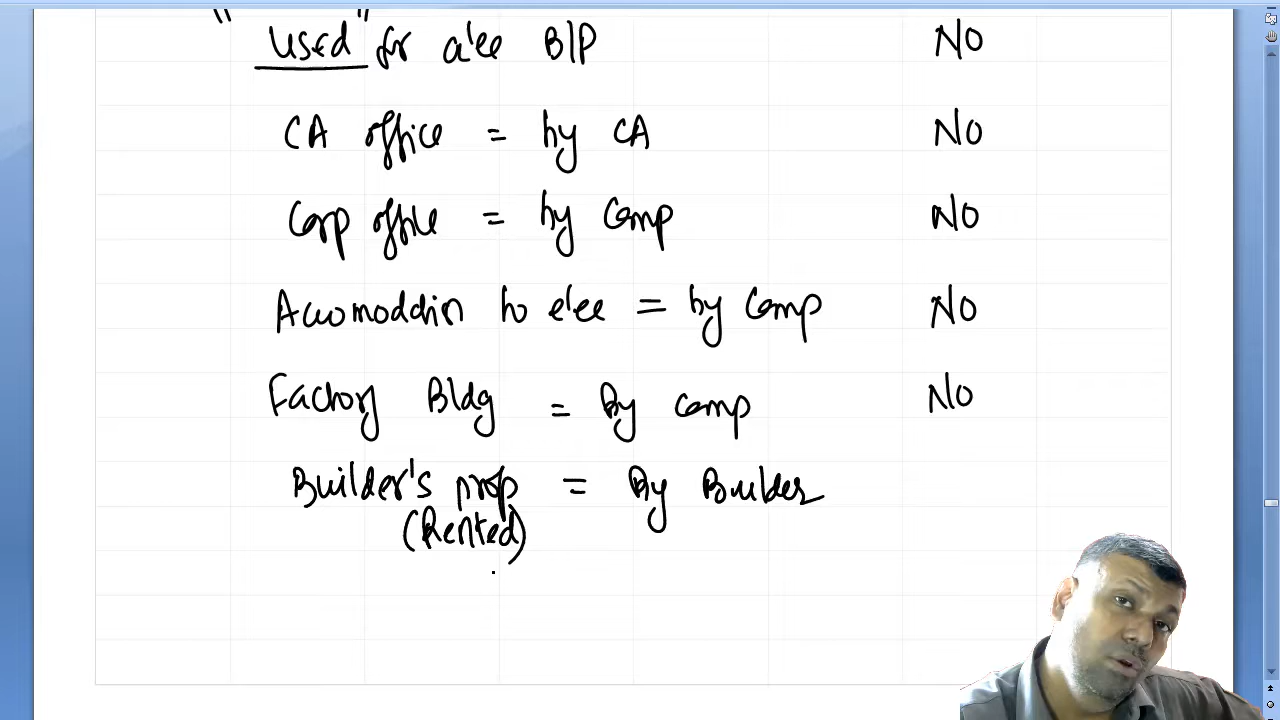 "Used" for a'ee B/P NO
CA office = by CA NO
Corp office = by Comp NO
Accomoddtin to e'ee = by Comp NO
Factory Bldg = By Comp NO
Builder's prop = By Builder
(Rented)